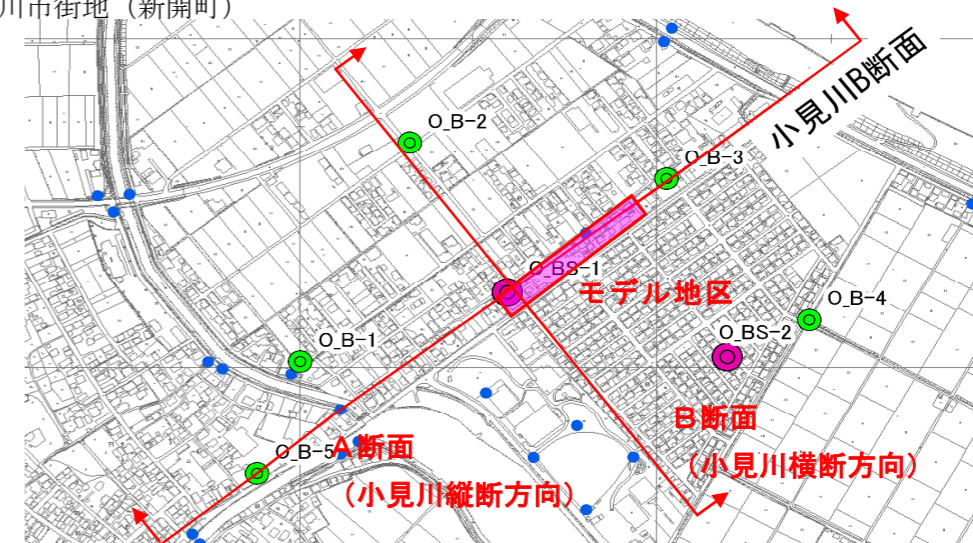 川市街地（新開町）
小見川B断面
O_B-2
O_B-3
O_BS-1
モデル地区
O_B-4
O_BS-2
O_B-1
B断面
（小見川横断方向）
O_B-5
A断面
（小見川縦断方向）